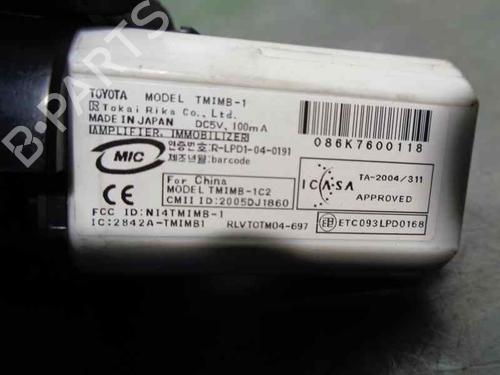 B-PARTS
TOYOTA MODEL TMIMB-1
Tokai Rika Co., Ltd.
MADE IN JAPAN DC5V, 100mA
AMPLIFIER, IMMOBILIZER
MIC
인증번호:R-LPD1-04-0191
제조년월:barcode
For China
MODEL TMIMB-1C2
CMII ID:2005DJ1860
CE
FCC ID:NI4TMIMB-1
IC:2842A-TMIMB1 RLVTOTM04-697
086K7600118
ICASA
TA-2004/311
APPROVED
ETC093LPD0168